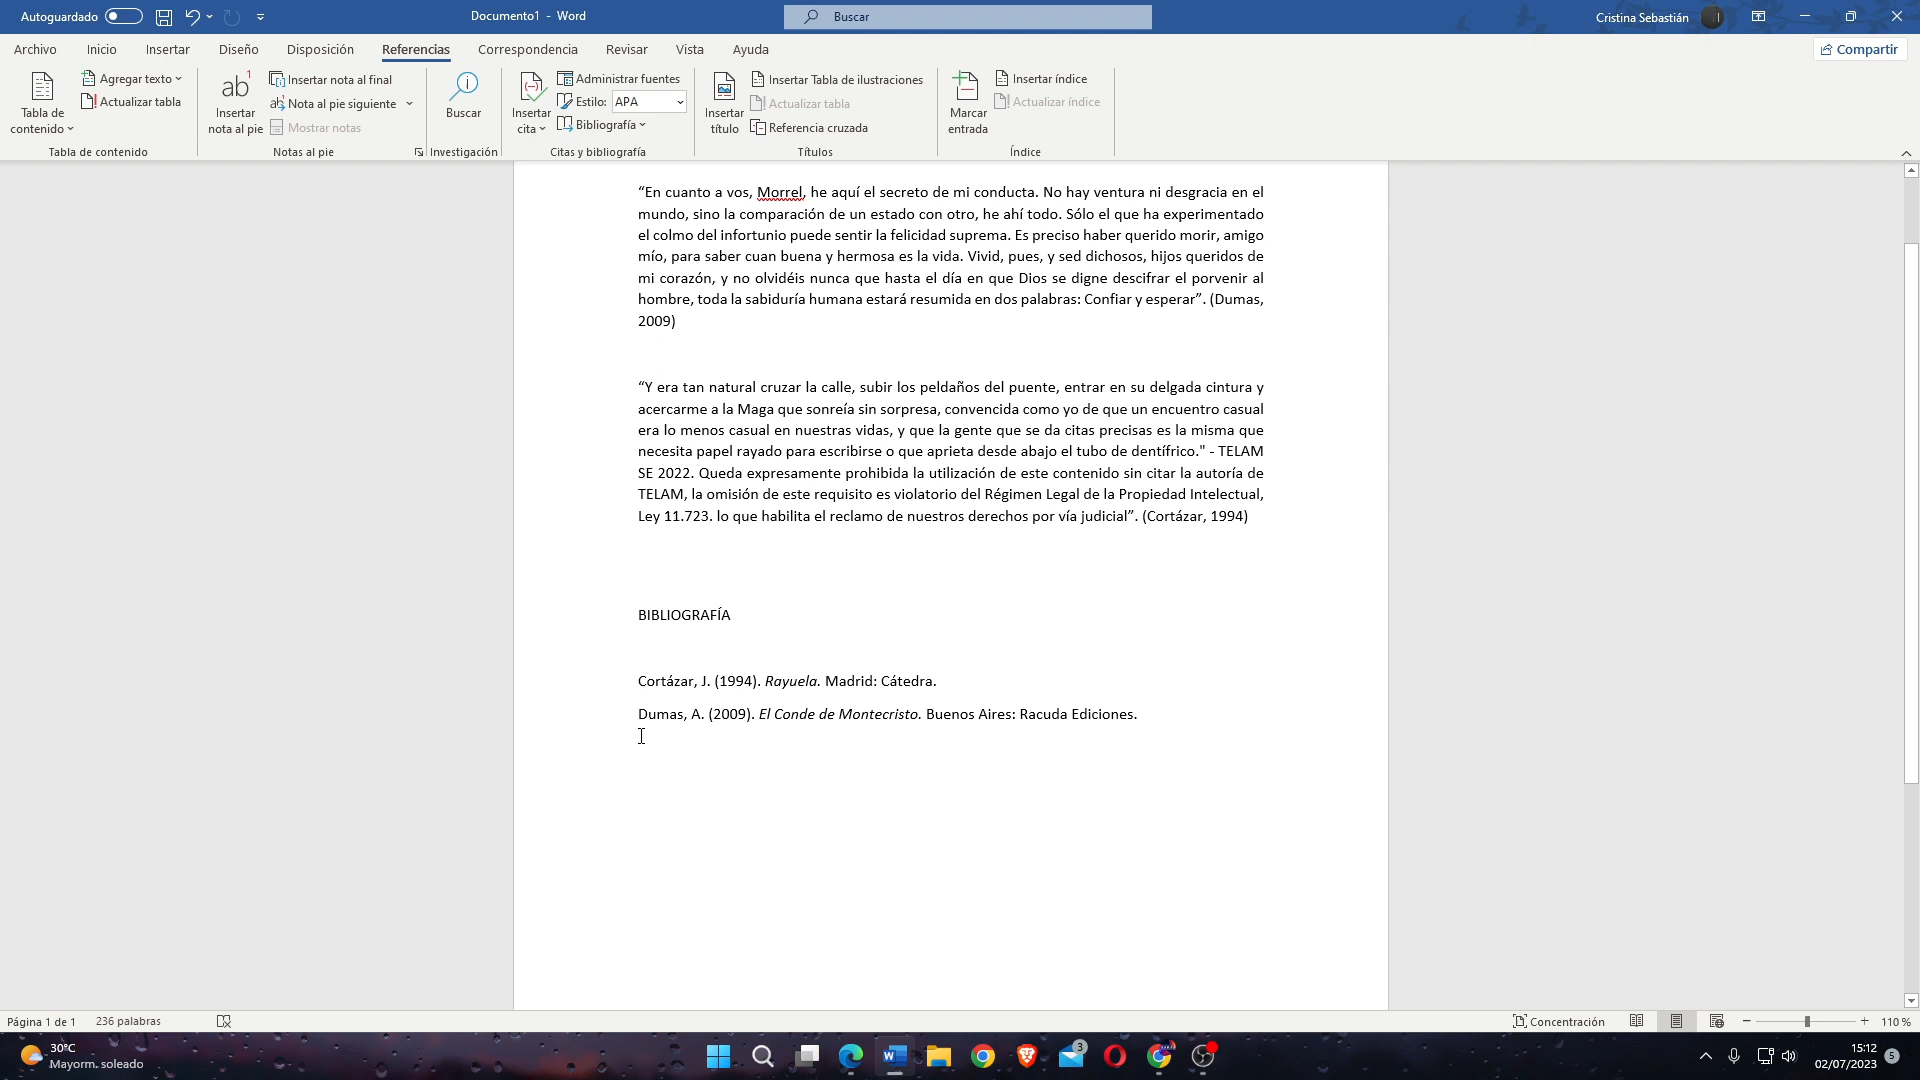 Autoguardado
Documento1 - Word
Buscar
Cristina Sebastián
Archivo Inicio Insertar Diseño Disposición Referencias Correspondencia Revisar Vista Ayuda
Compartir
Tabla de contenido
Agregar texto
Actualizar tabla
Tabla de contenido
ab1
Insertar nota al pie
Insertar nota al final
Nota al pie siguiente
Mostrar notas
Notas al pie
Buscar
Investigación
Insertar cita
Administrar fuentes
Estilo: APA
Bibliografía
Citas y bibliografía
Insertar título
Insertar Tabla de ilustraciones
Actualizar tabla
Referencia cruzada
Títulos
Marcar entrada
Insertar índice
Actualizar índice
Índice
“En cuanto a vos, Morrel, he aquí el secreto de mi conducta. No hay ventura ni desgracia en el
mundo, sino la comparación de un estado con otro, he ahí todo. Sólo el que ha experimentado
el colmo del infortunio puede sentir la felicidad suprema. Es preciso haber querido morir, amigo
mío, para saber cuan buena y hermosa es la vida. Vivid, pues, y sed dichosos, hijos queridos de
mi corazón, y no olvidéis nunca que hasta el día en que Dios se digne descifrar el porvenir al
hombre, toda la sabiduría humana estará resumida en dos palabras: Confiar y esperar”. (Dumas,
2009)
“Y era tan natural cruzar la calle, subir los peldaños del puente, entrar en su delgada cintura y
acercarme a la Maga que sonreía sin sorpresa, convencida como yo de que un encuentro casual
era lo menos casual en nuestras vidas, y que la gente que se da citas precisas es la misma que
necesita papel rayado para escribirse o que aprieta desde abajo el tubo de dentífrico." - TELAM
SE 2022. Queda expresamente prohibida la utilización de este contenido sin citar la autoría de
TELAM, la omisión de este requisito es violatorio del Régimen Legal de la Propiedad Intelectual,
Ley 11.723. lo que habilita el reclamo de nuestros derechos por vía judicial”. (Cortázar, 1994)
BIBLIOGRAFÍA
Cortázar, J. (1994). Rayuela. Madrid: Cátedra.
Dumas, A. (2009). El Conde de Montecristo. Buenos Aires: Racuda Ediciones.
Página 1 de 1 236 palabras
Concentración
110 %
30°C
Mayorm. soleado
3
15:12
02/07/2023
5